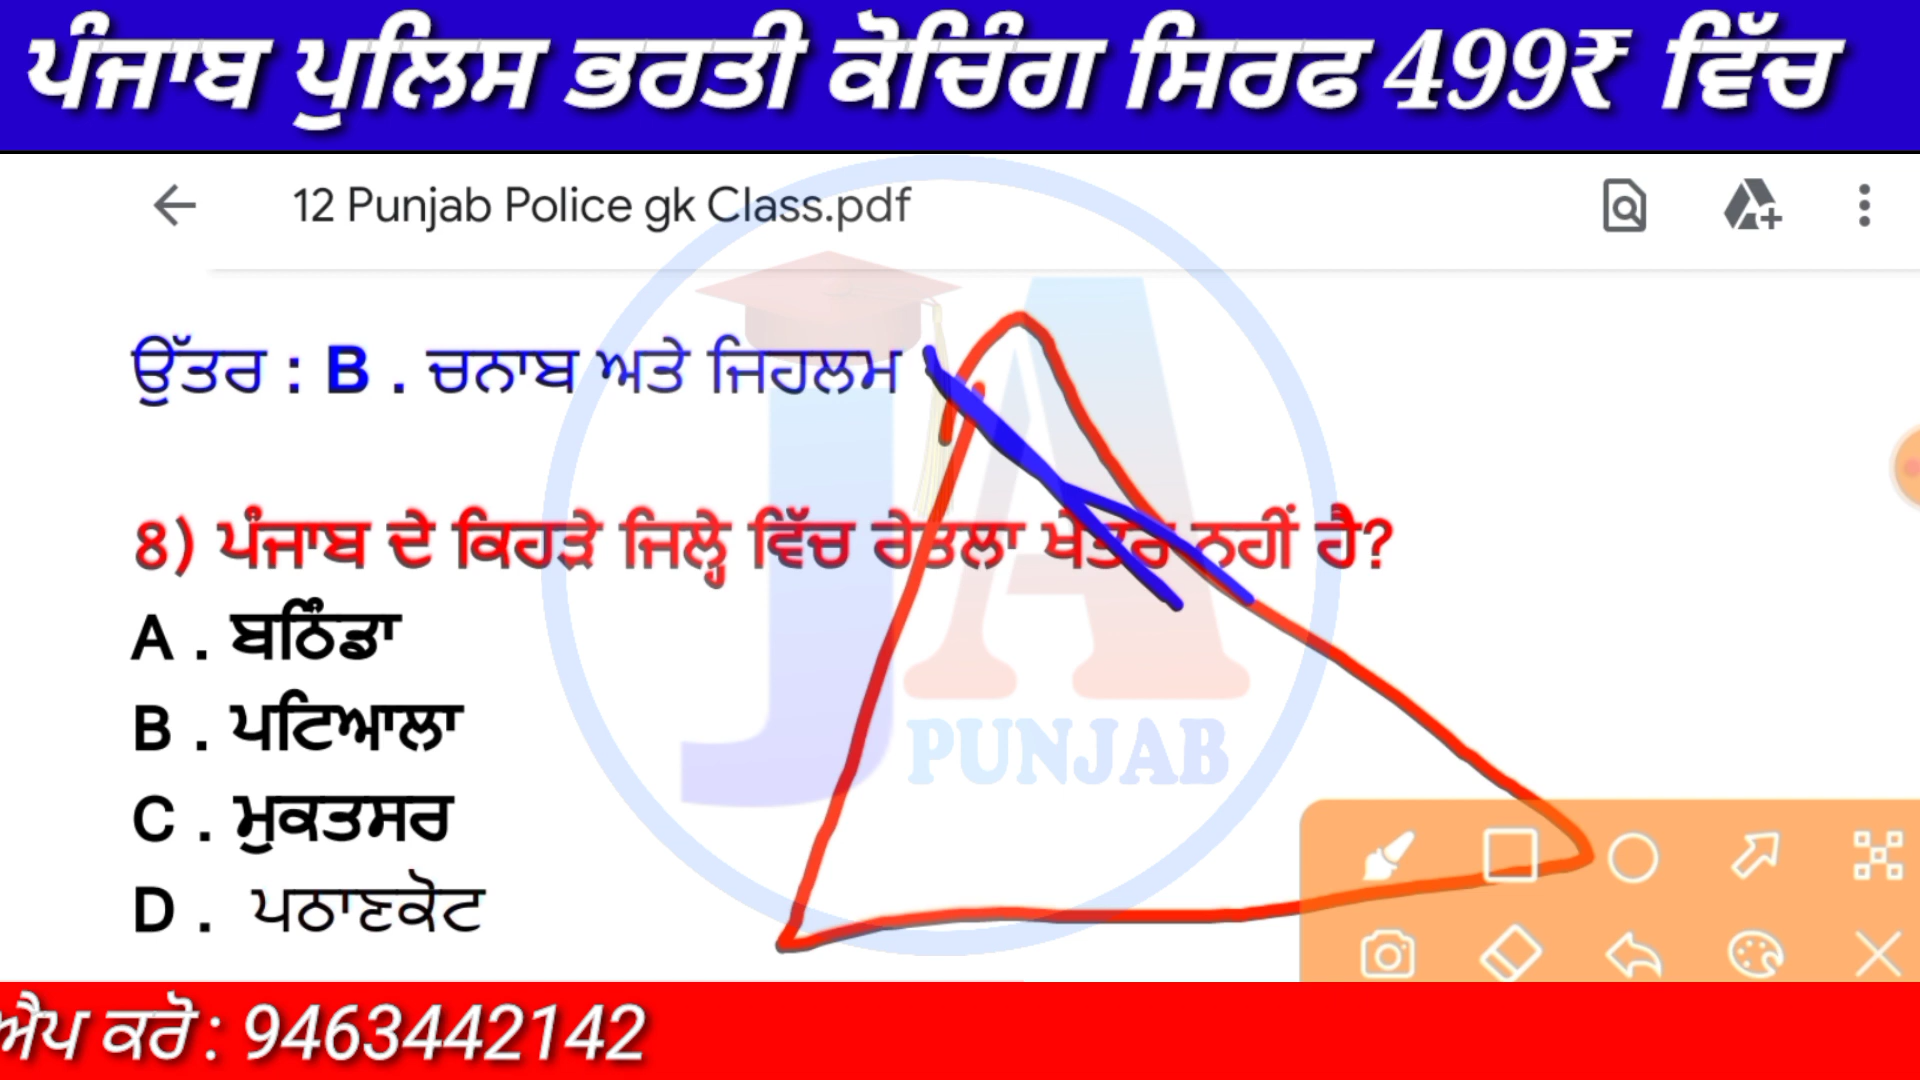 ਪੰਜਾਬ ਪੁਲਿਸ ਭਰਤੀ ਕੋਚਿੰਗ ਸਿਰਫ 499₹ ਵਿੱਚ
12 Punjab Police gk Class.pdf
ਉੱਤਰ : B . ਚਨਾਬ ਅਤੇ ਜਿਹਲਮ
8) ਪੰਜਾਬ ਦੇ ਕਿਹੜੇ ਜਿਲ੍ਹੇ ਵਿੱਚ ਰੇਤਲਾ ਖੇਤਰ ਨਹੀਂ ਹੈ?
A . ਬਠਿੰਡਾ
B . ਪਟਿਆਲਾ
C . ਮੁਕਤਸਰ
D . ਪਠਾਣਕੋਟ
JA
PUNJAB
ਐਪ ਕਰੋ : 9463442142